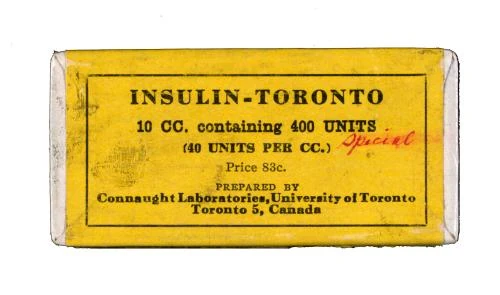 INSULIN-TORONTO
10 CC. containing 400 UNITS
(40 UNITS PER CC.) Special
Price 83c.
PREPARED BY
Connaught Laboratories, University of Toronto
Toronto 5, Canada